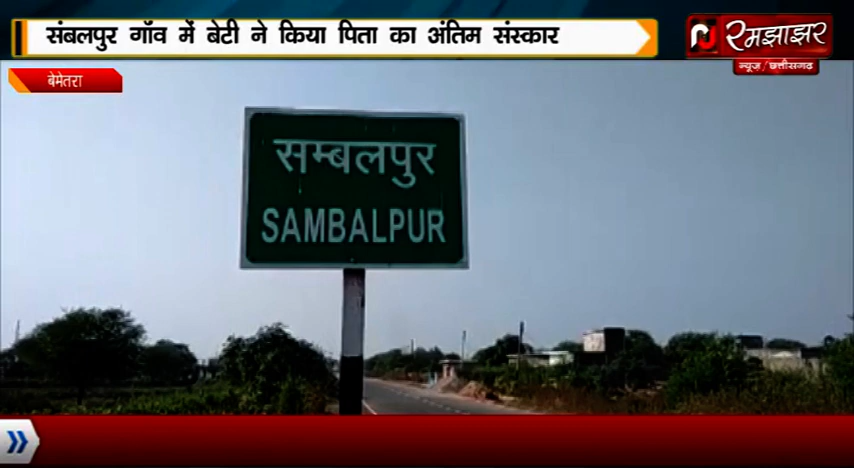 संबलपुर गॉव में बेटी ने किया पिता का अंतिम संस्कार
रमझाझर
न्यूज़/छत्तीसगढ़
बेमेतरा
सम्बलपुर
SAMBALPUR